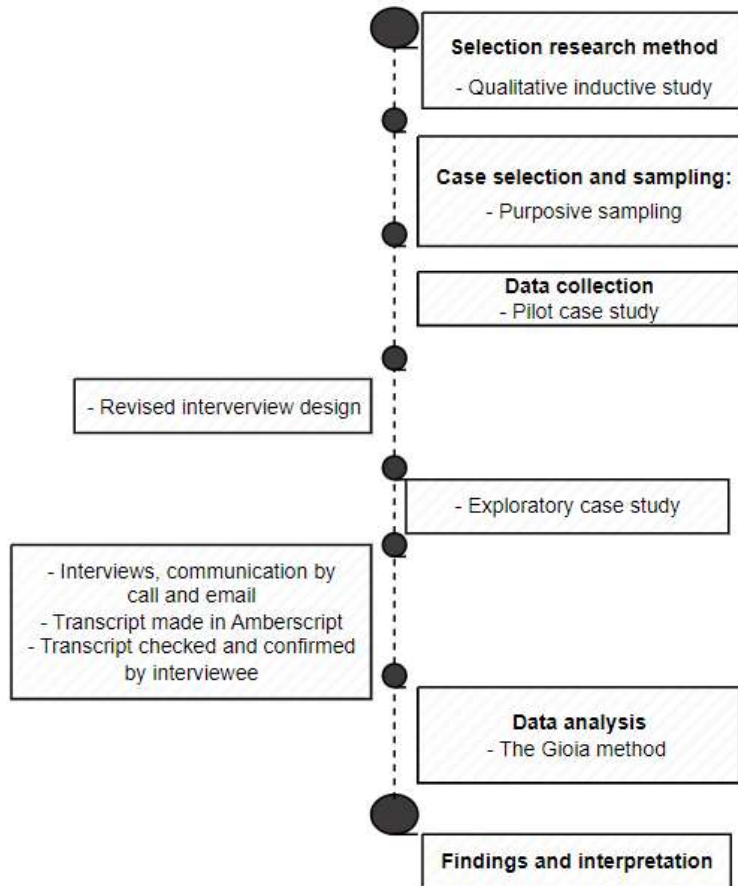 Selection research method
- Qualitative inductive study
Case selection and sampling:
- Purposive sampling
Data collection
- Pilot case study
- Revised interverview design
- Exploratory case study
- Interviews, communication by
call and email
- Transcript made in Amberscript
- Transcript checked and confirmed
by interviewee
Data analysis
- The Gioia method
Findings and interpretation